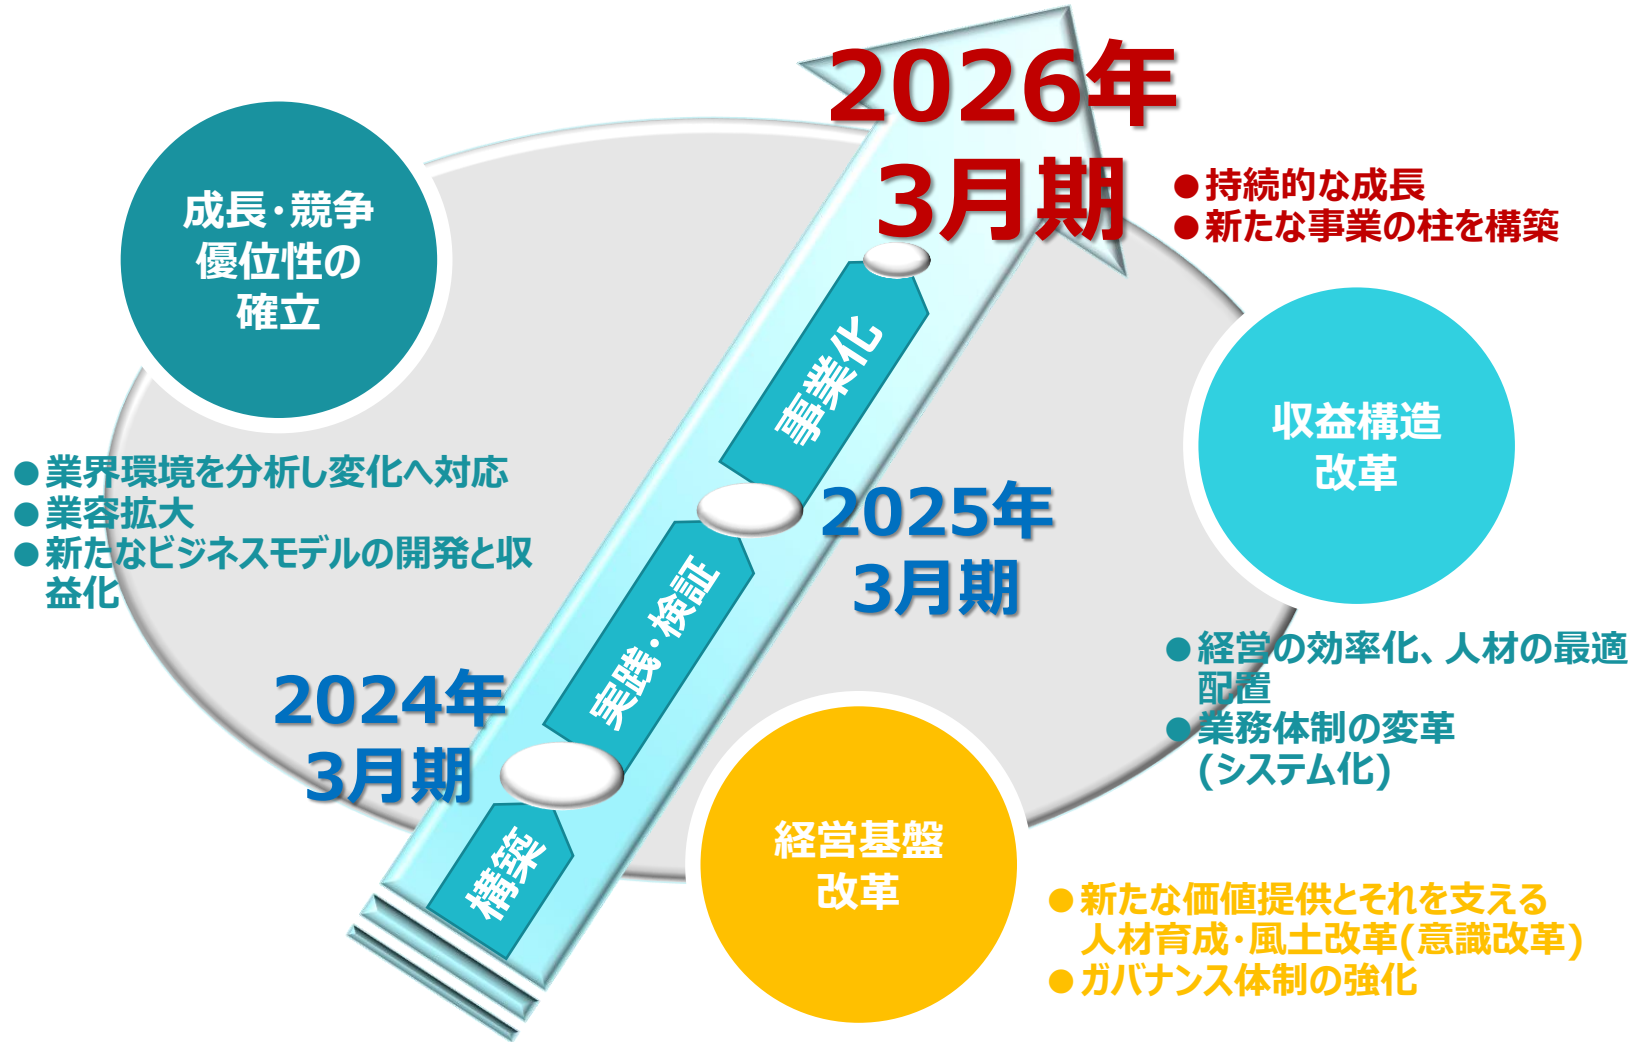 2026年
3月期
●持続的な成長
●新たな事業の柱を構築
成長・競争
優位性の
確立
●業界環境を分析し変化へ対応
●業容拡大
●新たなビジネスモデルの開発と収
益化
事業化
収益構造
改革
2025年
3月期
実践・検証
●経営の効率化、人材の最適
配置
●業務体制の変革
(システム化)
2024年
3月期
構築
経営基盤
改革
●新たな価値提供とそれを支える
人材育成・風土改革(意識改革)
●ガバナンス体制の強化